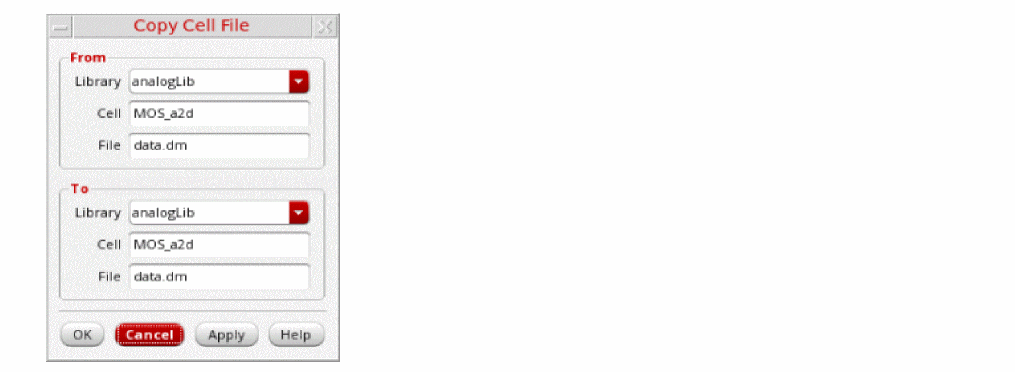 Copy Cell File
From
Library analogLib
Cell MOS_a2d
File data.dm
To
Library analogLib
Cell MOS_a2d
File data.dm
OK Cancel Apply Help